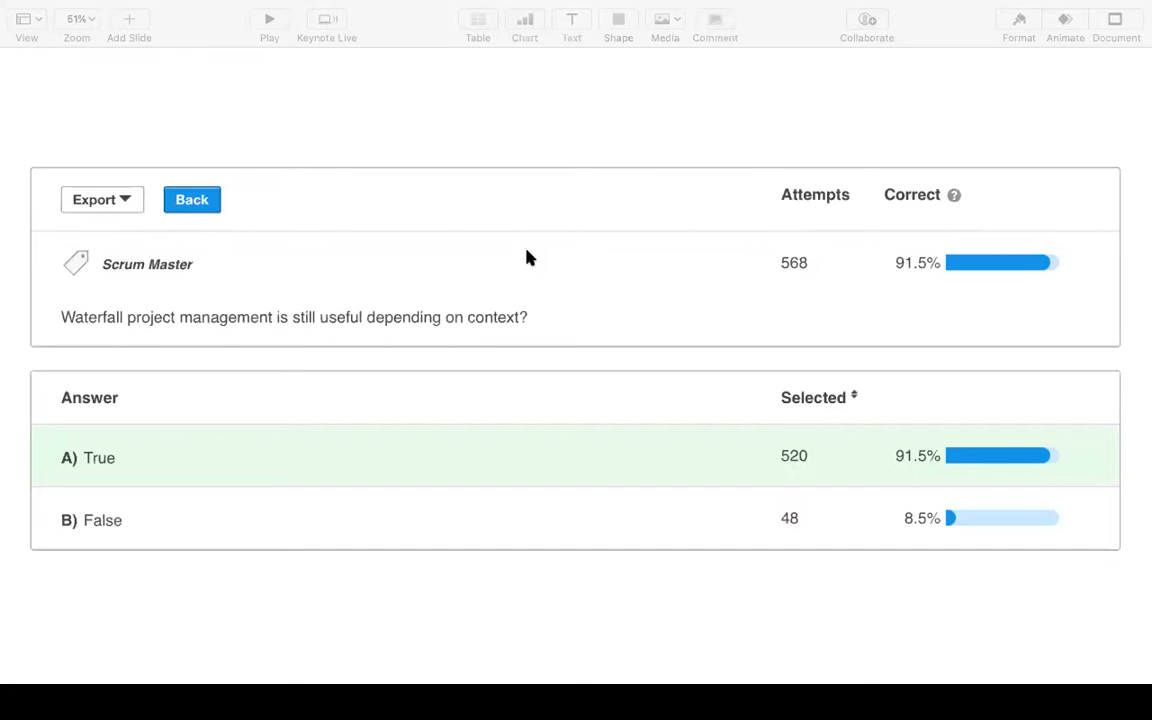 51%
View Zoom Add Slide Play Keynote Live Table Chart Text Shape Media Comment Collaborate Format Animate Document
Export Back Attempts Correct ?
Scrum Master 568 91.5%
Waterfall project management is still useful depending on context?
Answer Selected
A) True 520 91.5%
B) False 48 8.5%